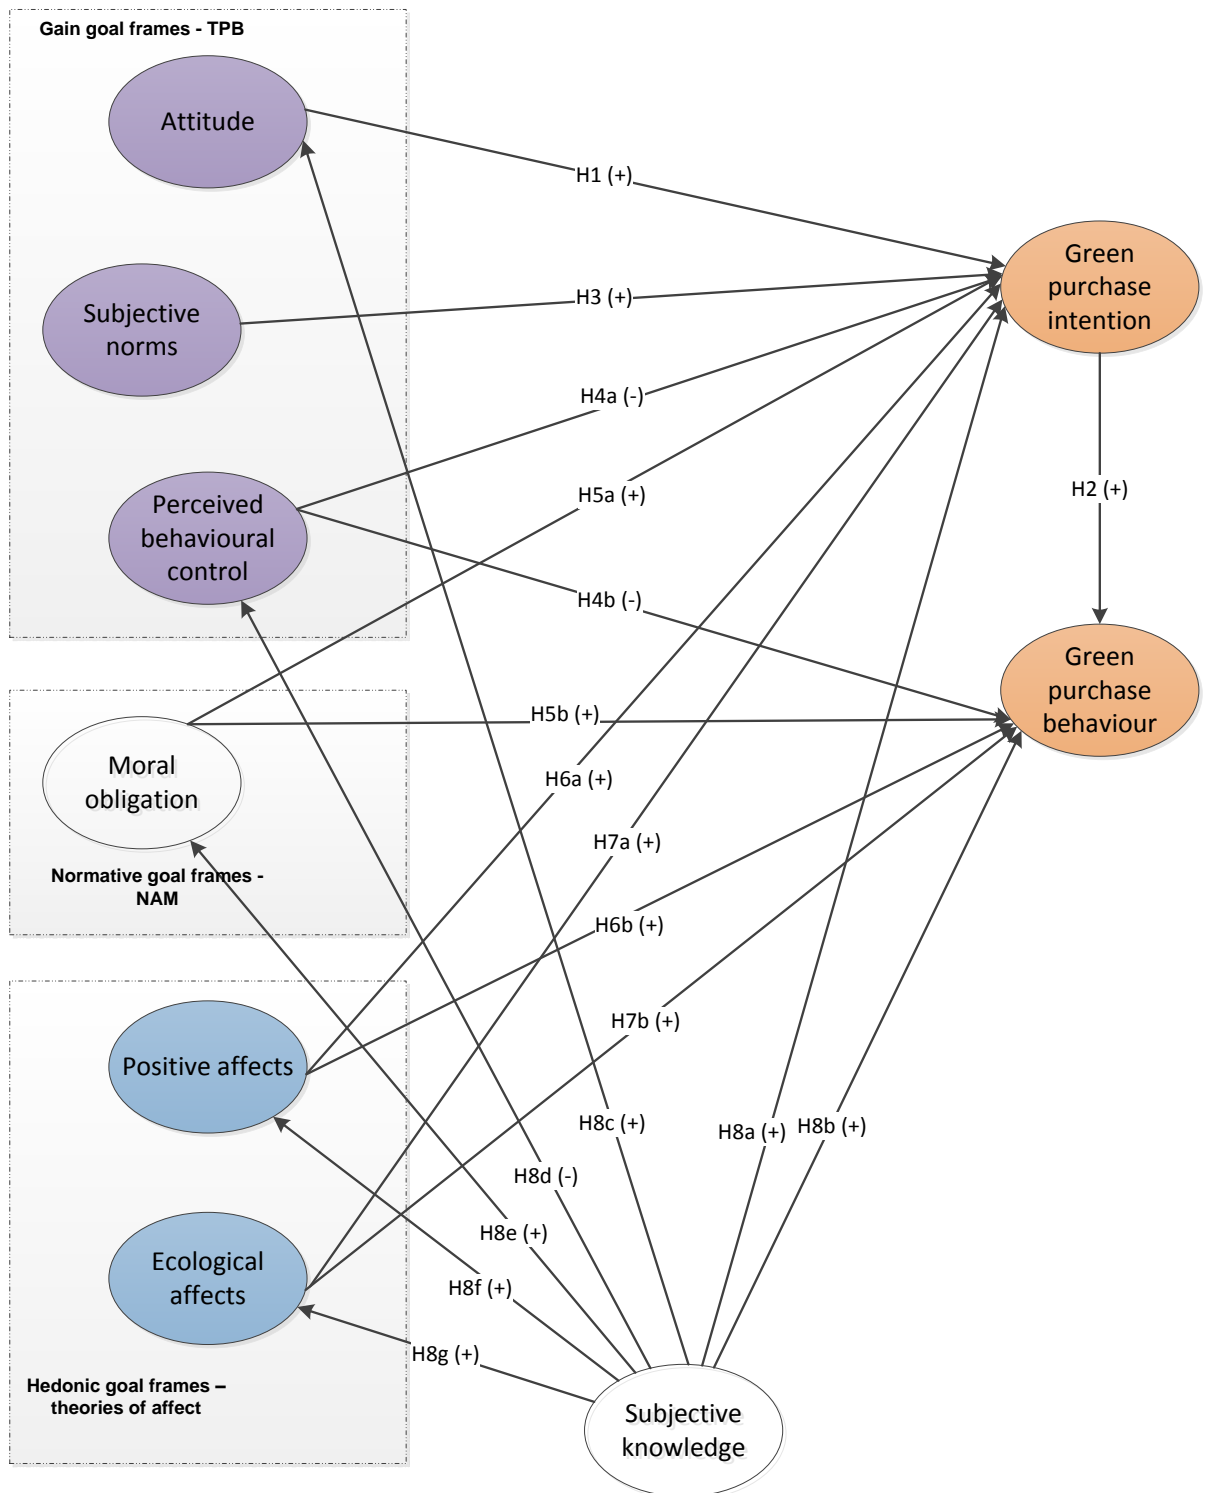 Gain goal frames - TPB
Attitude
H1 (+)
Subjective
norms
H3 (+)
Green
purchase
intention
H4a (-)
Perceived
behavioural
control
H5a (+)
H2 (+)
H4b (-)
Green
purchase
behaviour
H5b (+)
Moral
obligation
H6a (+)
H7a (+)
Normative goal frames -
NAM
H6b (+)
Positive affects
H7b (+)
H8c (+)
H8a (+)
H8b (+)
H8d (-)
H8e (+)
Ecological
affects
H8f (+)
H8g (+)
Hedonic goal frames –
theories of affect
Subjective
knowledge